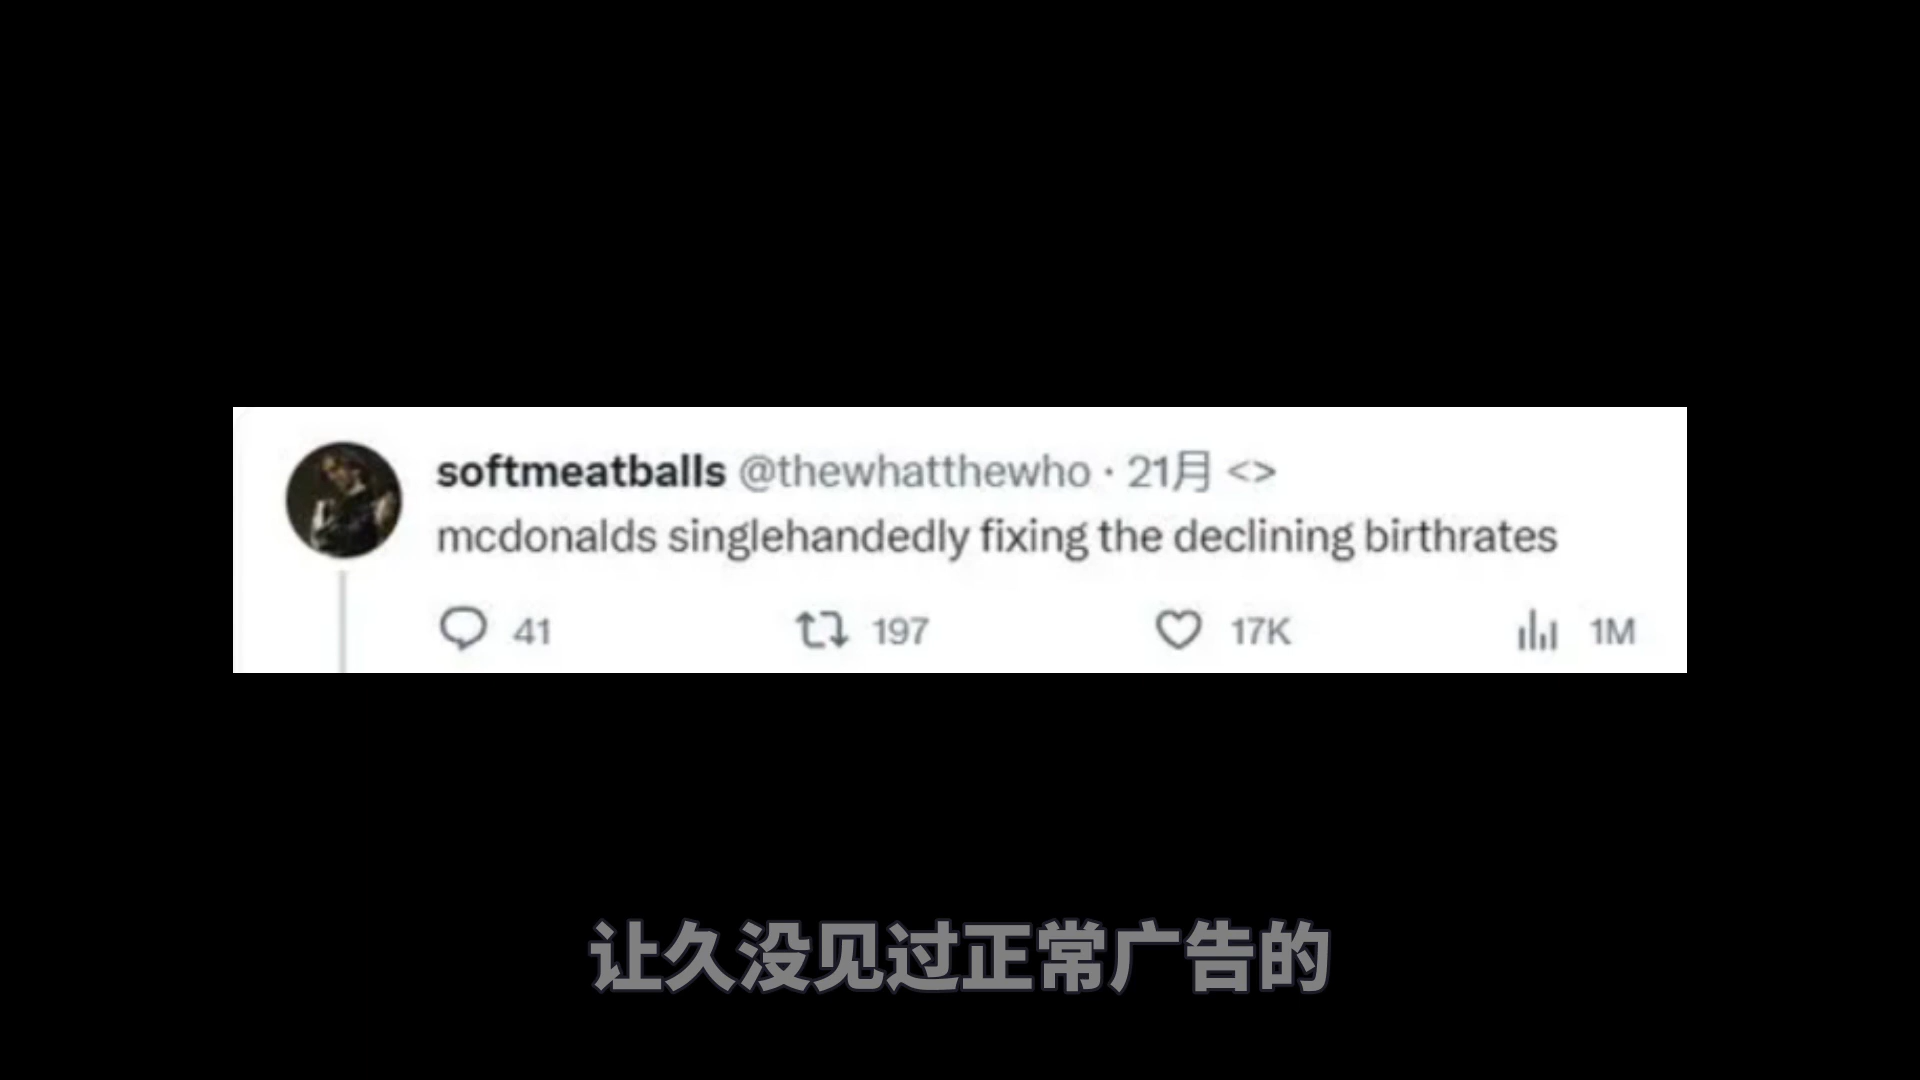 softmeatballs @thewhatthewho · 21月 <>
mcdonalds singlehandedly fixing the declining birthrates
41 197 17K 1M
让久没见过正常广告的